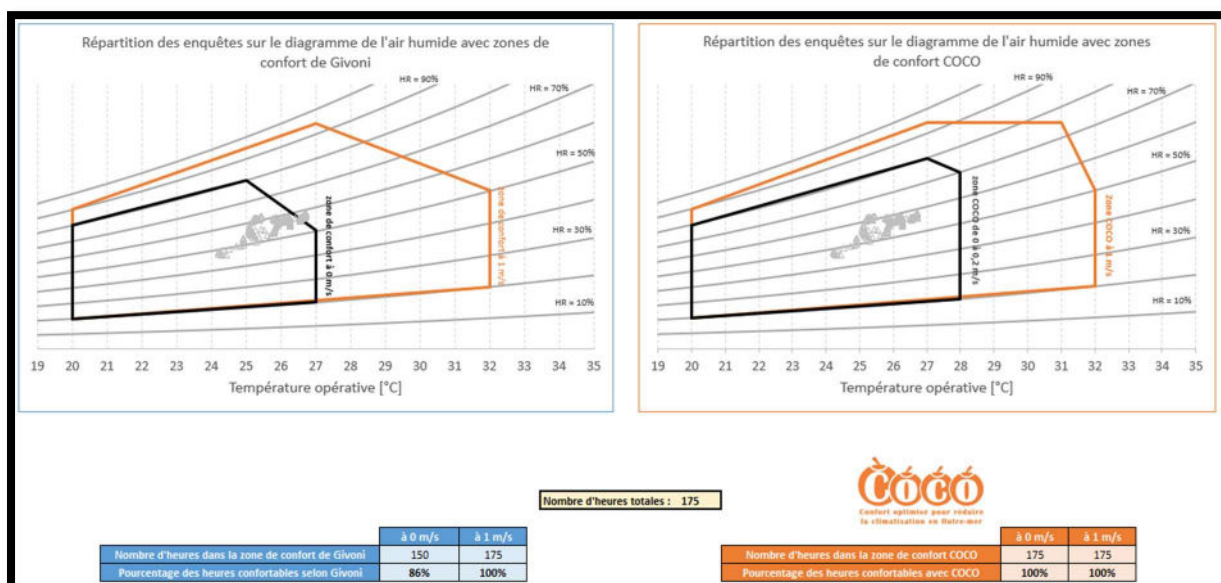 Répartition des enquêtes sur le diagramme de l'air humide avec zones de
confort de Givoni
HR = 90%
HR = 70%
HR = 50%
HR = 30%
HR = 10%
zone de confort à 0 m/s
zone de confort à 1 m/s
19 20 21 22 23 24 25 26 27 28 29 30 31 32 33 34 35
Température opérative [°C]
Répartition des enquêtes sur le diagramme de l'air humide avec zones
de confort COCO
HR = 90%
HR = 70%
HR = 50%
HR = 30%
HR = 10%
zone COCO de 0 à 0,2 m/s
Zone COCO à 1 m/s
19 20 21 22 23 24 25 26 27 28 29 30 31 32 33 34 35
Température opérative [°C]
Nombre d'heures totales : 175
COCO
Confort optimisé pour réduire
la climatisation en Outre-mer
à 0 m/s à 1 m/s
Nombre d'heures dans la zone de confort de Givoni 150 175
Pourcentage des heures confortables selon Givoni 86% 100%
à 0 m/s à 1 m/s
Nombre d'heures dans la zone de confort COCO 175 175
Pourcentage des heures confortables avec COCO 100% 100%